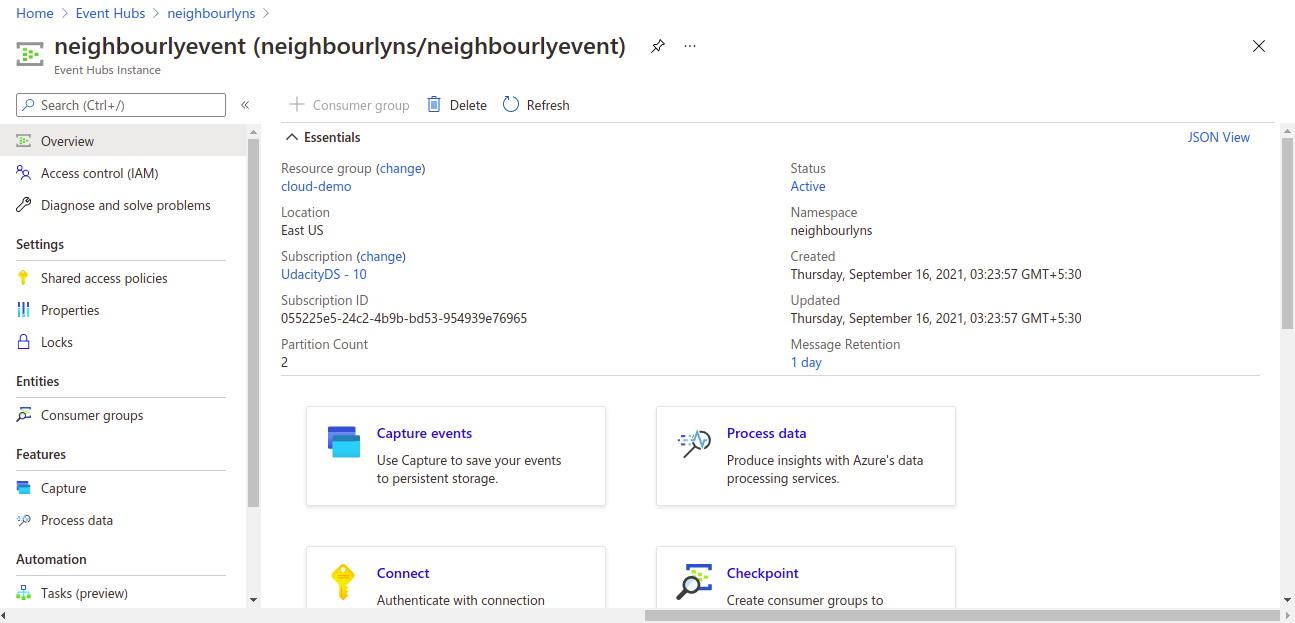 Home > Event Hubs > neighbourlyns >
neighbourlyevent (neighbourlyns/neighbourlyevent)
...
Event Hubs Instance
Search (Ctrl+/)
«
Consumer group
Delete
Refresh
Overview
Access control (IAM)
Diagnose and solve problems
Settings
Shared access policies
Properties
Locks
Entities
Consumer groups
Features
Capture
Process data
Automation
Tasks (preview)
Essentials
JSON View
Resource group (change)
cloud-demo
Location
East US
Subscription (change)
UdacityDS - 10
Subscription ID
055225e5-24c2-4b9b-bd53-954939e76965
Partition Count
2
Status
Active
Namespace
neighbourlyns
Created
Thursday, September 16, 2021, 03:23:57 GMT+5:30
Updated
Thursday, September 16, 2021, 03:23:57 GMT+5:30
Message Retention
1 day
Capture events
Use Capture to save your events
to persistent storage.
Process data
Produce insights with Azure's data
processing services.
Connect
Authenticate with connection
Checkpoint
Create consumer groups to